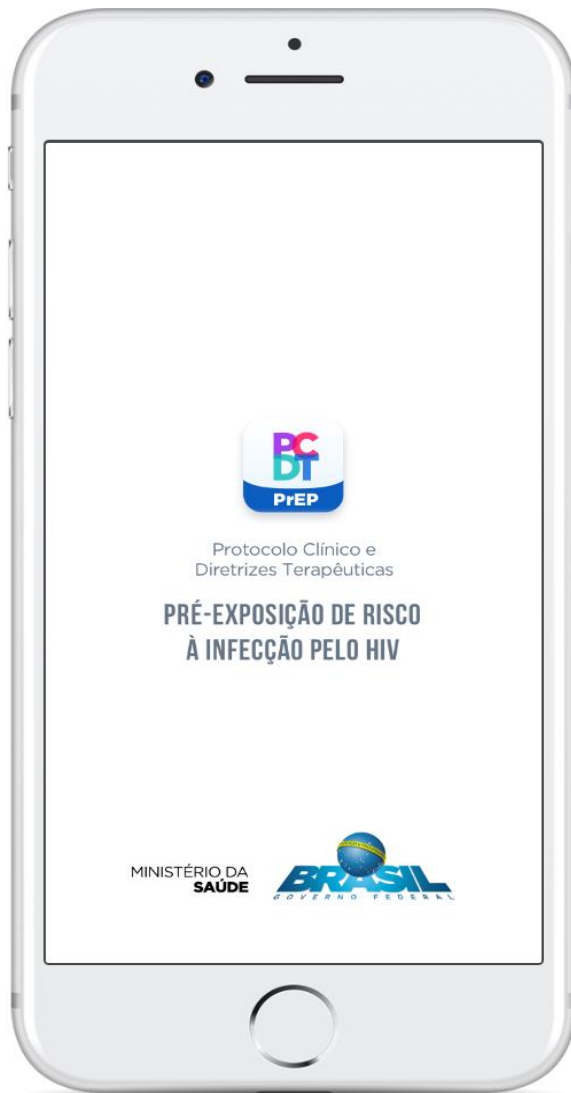 PC
DT
PrEP
Protocolo Clínico e
Diretrizes Terapêuticas
PRÉ-EXPOSIÇÃO DE RISCO
À INFECÇÃO PELO HIV
MINISTÉRIO DA
SAÚDE
BRASIL
GOVERNO FEDERAL